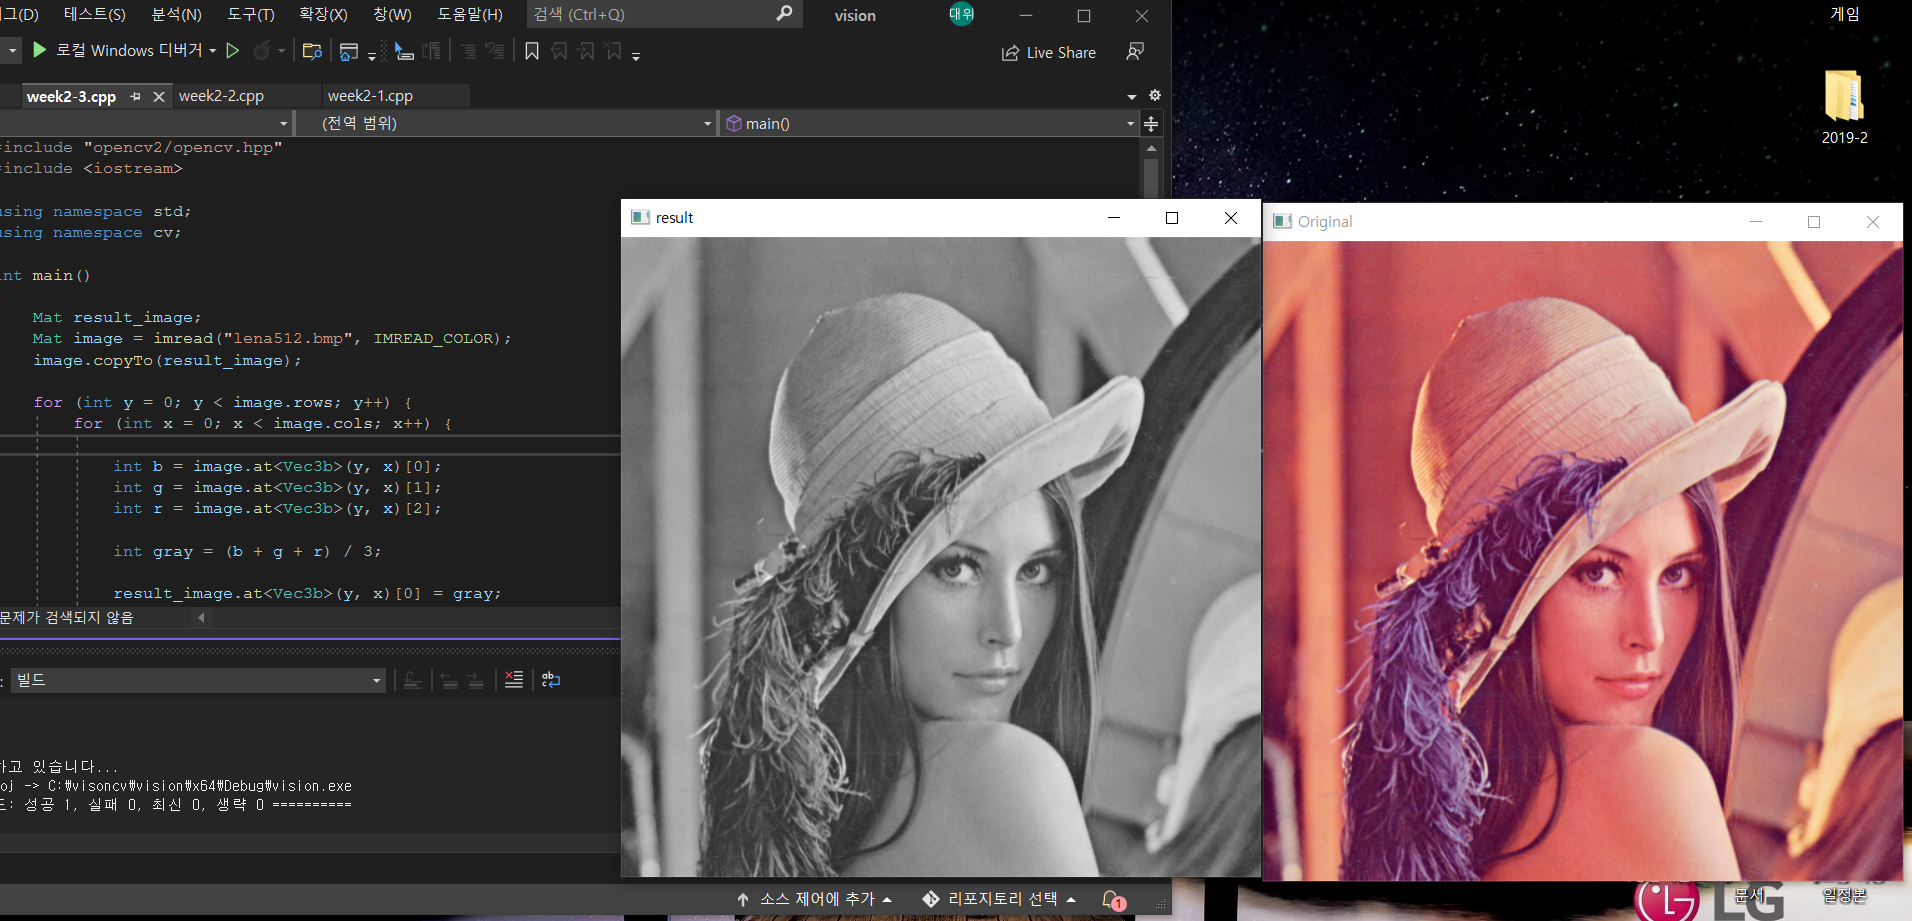 그(D) 테스트(S) 분석(N) 도구(T) 확장(X) 창(W) 도움말(H) 검색 (Ctrl+Q) vision 대위
로컬 Windows 디버거 Live Share
week2-3.cpp week2-2.cpp week2-1.cpp
(전역 범위) main()
include "opencv2/opencv.hpp"
include <iostream>
using namespace std;
using namespace cv;
int main()
Mat result_image;
Mat image = imread("lena512.bmp", IMREAD_COLOR);
image.copyTo(result_image);
for (int y = 0; y < image.rows; y++) {
for (int x = 0; x < image.cols; x++) {
int b = image.at<Vec3b>(y, x)[0];
int g = image.at<Vec3b>(y, x)[1];
int r = image.at<Vec3b>(y, x)[2];
int gray = (b + g + r) / 3;
result_image.at<Vec3b>(y, x)[0] = gray;
문제가 검색되지 않음
: 빌드
하고 있습니다...
oj -> C:\visoncv\vision\x64\Debug\vision.exe
드: 성공 1, 실패 0, 최신 0, 생략 0 ==========
소스 제어에 추가 리포지토리 선택 1
result
Original
게임
2019-2
LG
문서
일정본